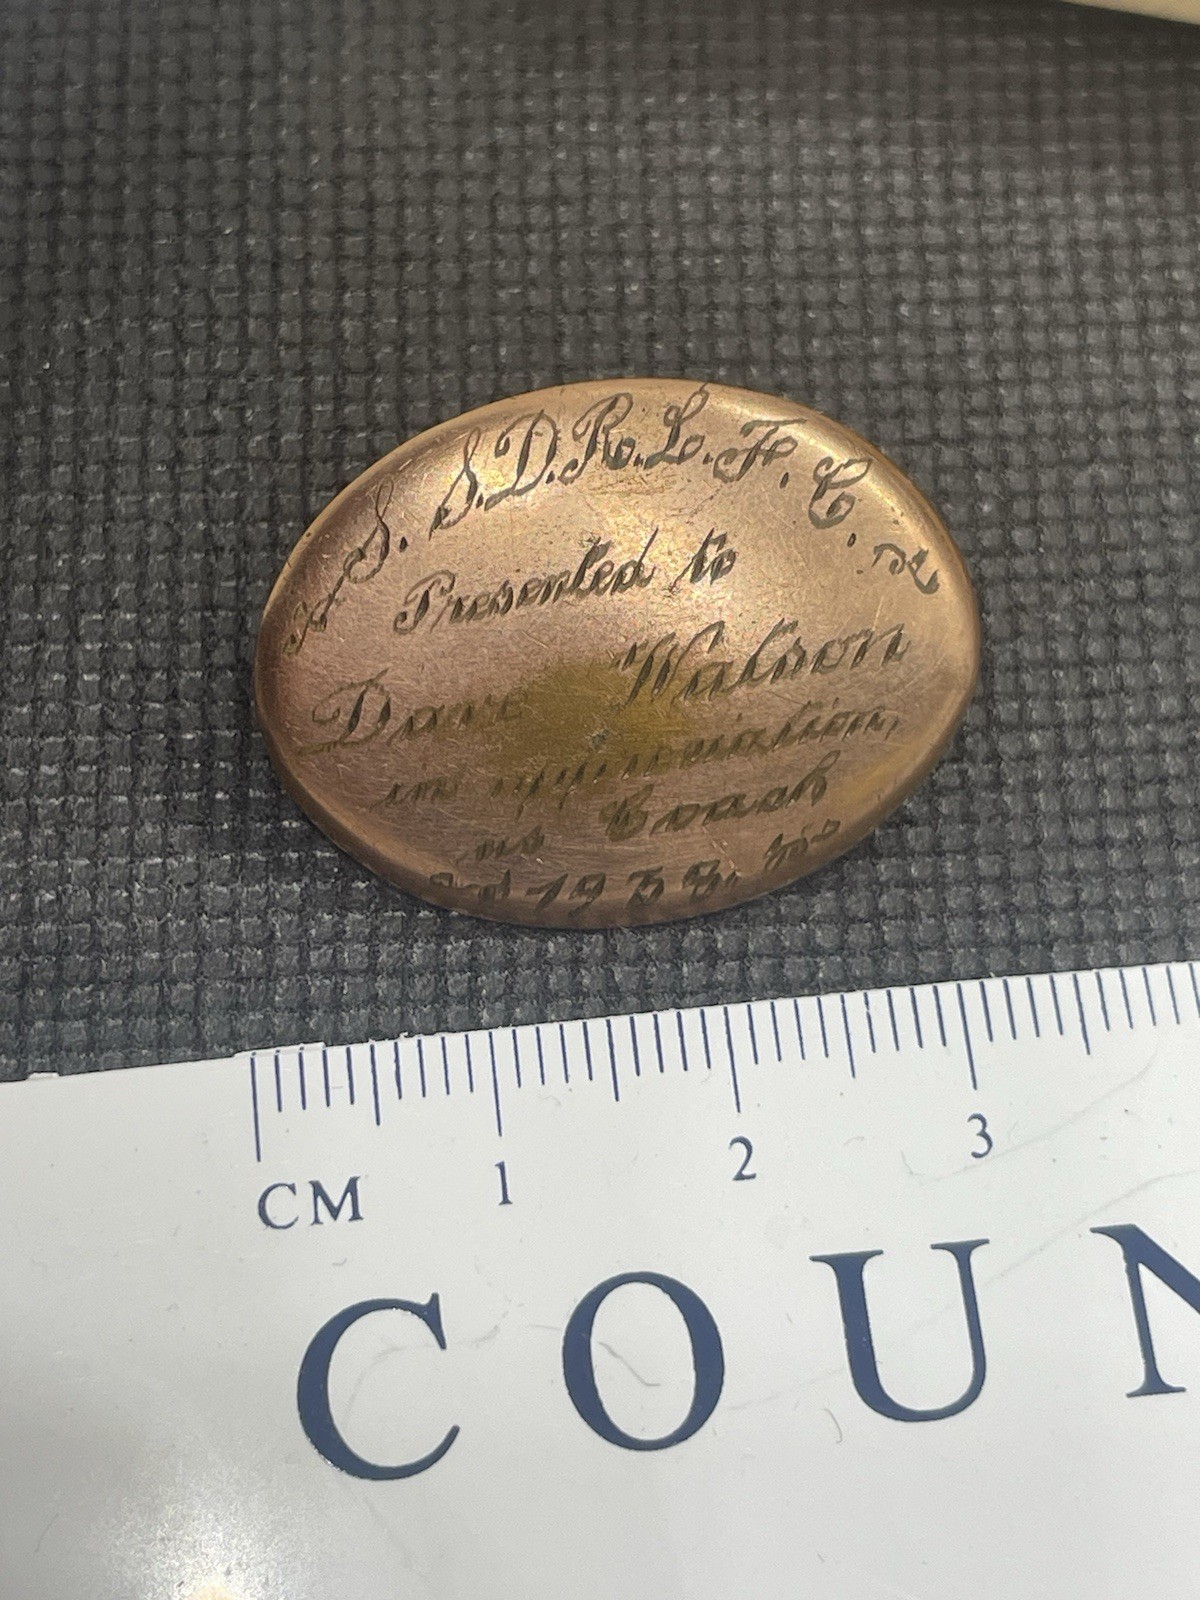 S. S.D.R.L.F.C.
Presented to
Dave Watson
in appreciation,
as Coach
1938.
CM 1 2 3
COUN